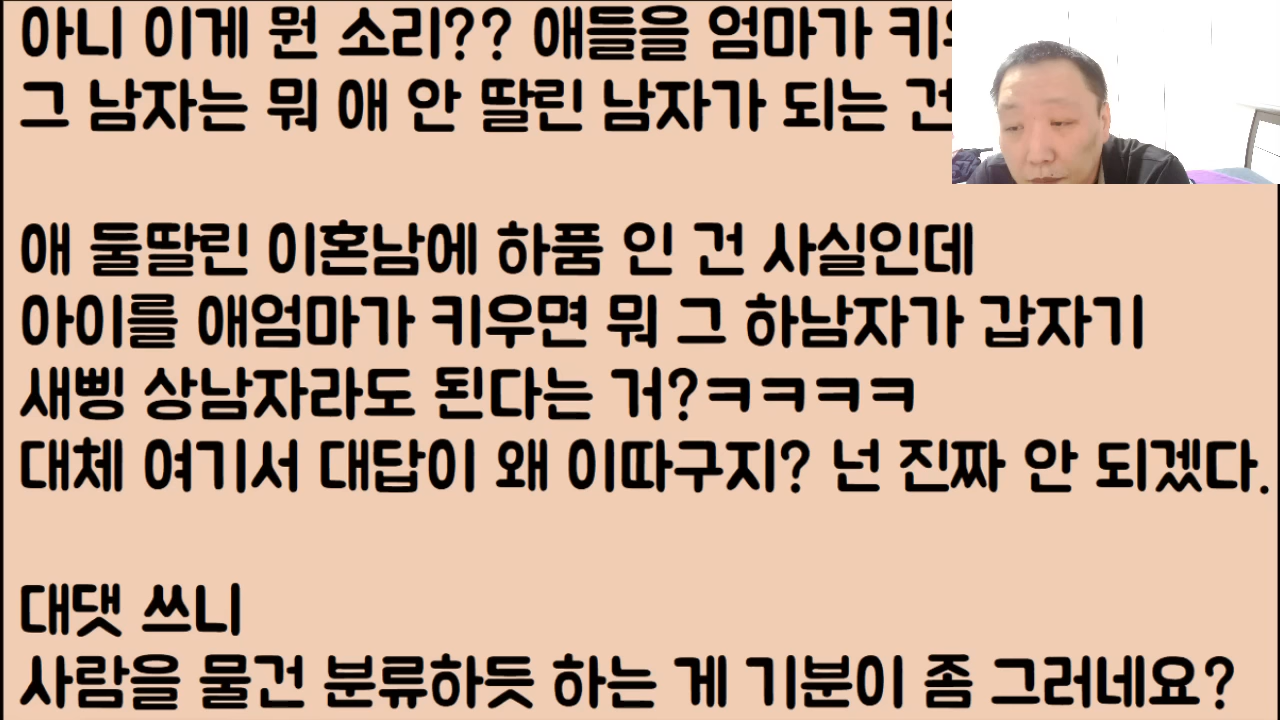 아니 이게 뭔 소리?? 애들을 엄마가
그 남자는 뭐 애 안 딸린 남자가 되는
애 둘딸린 이혼남에 하품 인 건 사실인데
아이를 애엄마가 키우면 뭐 그 하남자가 갑자기
새삥 상남자라도 된다는 거?ㅋㅋㅋㅋ
대체 여기서 대답이 왜 이따구지? 넌 진짜 안 되겠다.
대댓 쓰니
사람을 물건 분류하듯 하는 게 기분이 좀 그러네요?